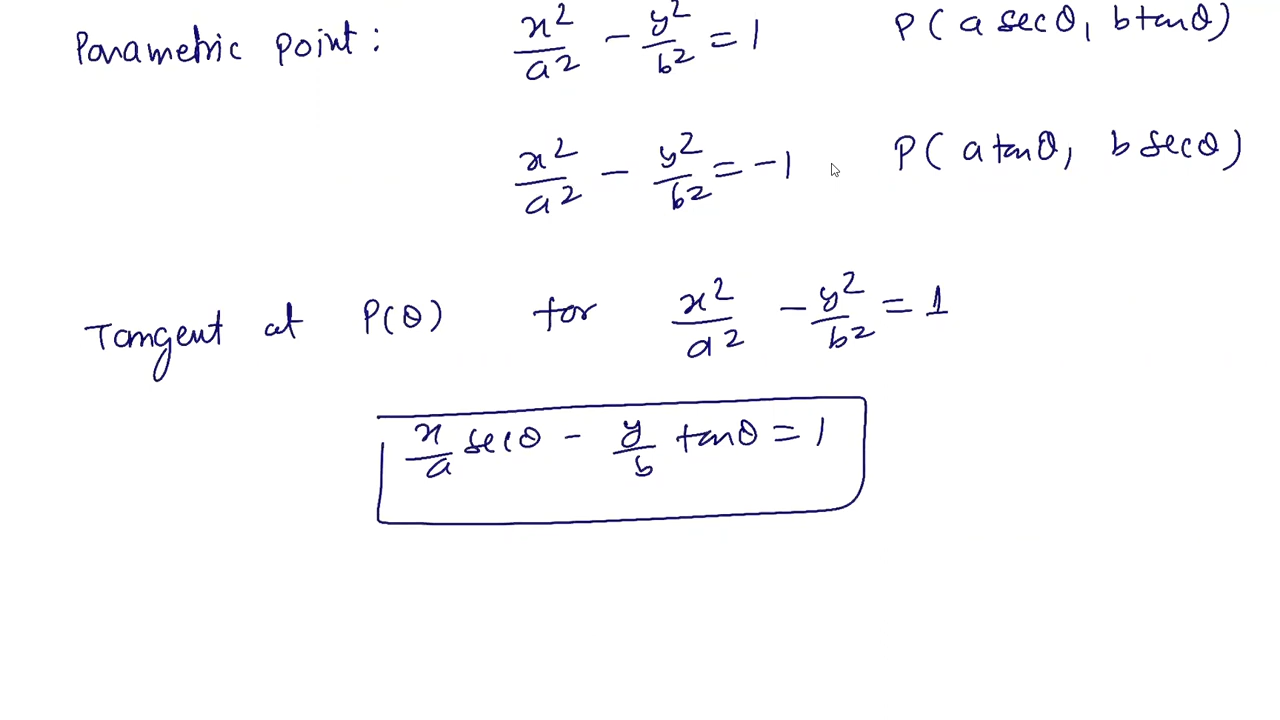 Parametric point: x²/a² - y²/b² = 1 P(a secθ, b tanθ)
x²/a² - y²/b² = -1 P(a tanθ, b secθ)
Tangent at P(θ) for x²/a² - y²/b² = 1
x/a secθ - y/b tanθ = 1